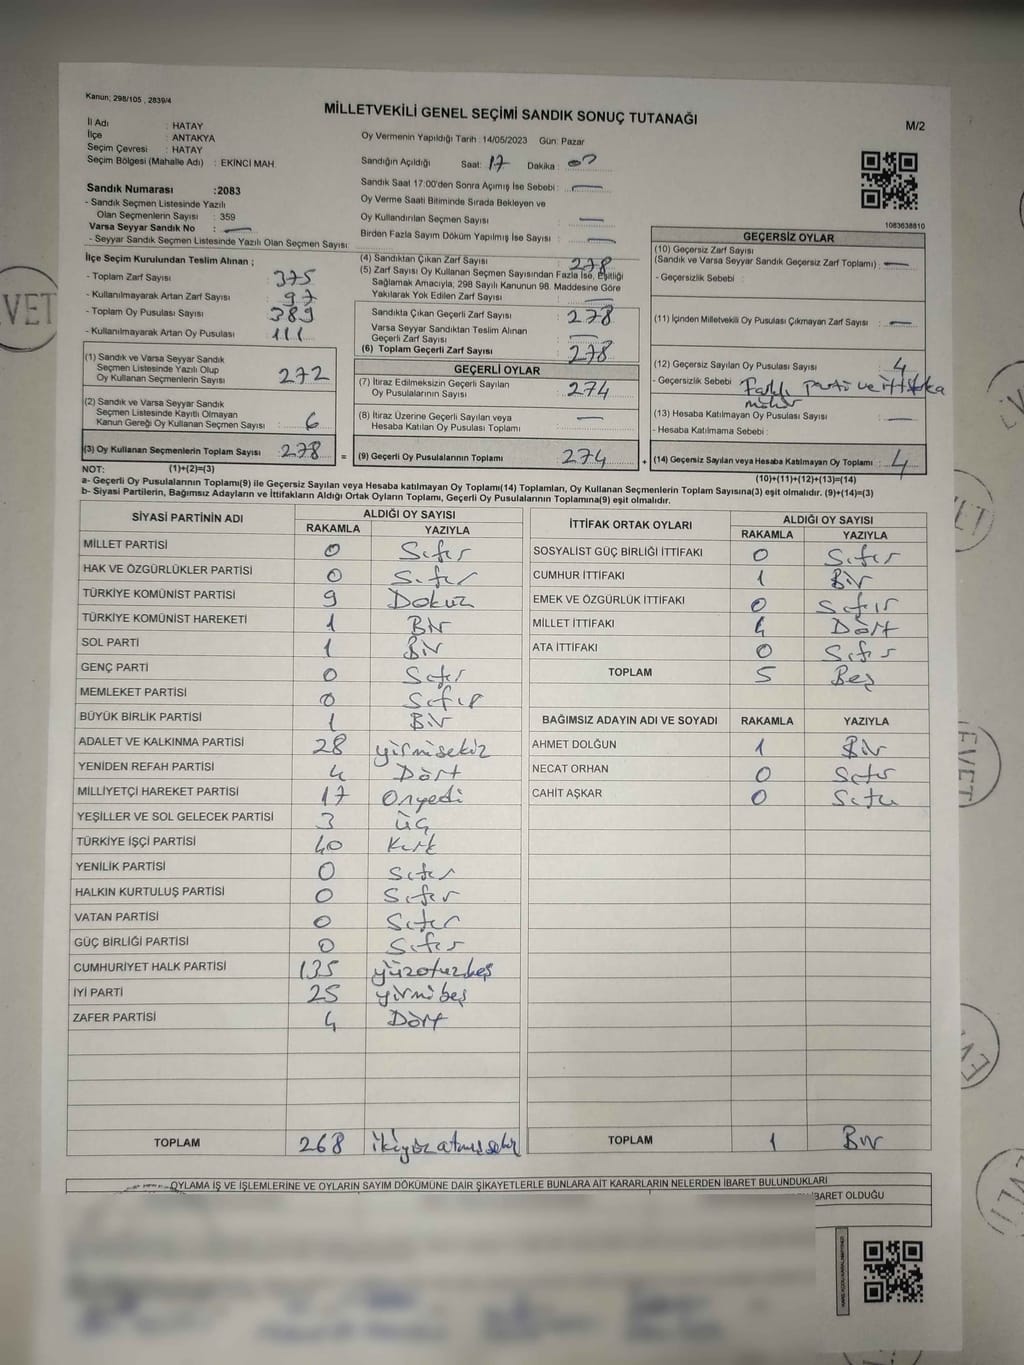 Kanun; 298/105 , 2839/4
MİLLETVEKİLİ GENEL SEÇİMİ SANDIK SONUÇ TUTANAĞI
M/2
İl Adı : HATAY
İlçe : ANTAKYA
Seçim Çevresi : HATAY
Seçim Bölgesi (Mahalle Adı) : EKİNCİ MAH.
Oy Vermenin Yapıldığı Tarih : 14/05/2023 Gün: Pazar
Sandığın Açıldığı Saat: 17 Dakika :
Sandık Saat 17:00'den Sonra Açımış İse Sebebi : —
Oy Verme Saati Bitiminde Sırada Bekleyen ve
Oy Kullandırılan Seçmen Sayısı —
Birden Fazla Sayım Döküm Yapılmış İse Sayısı : —
Sandık Numarası :2083
- Sandık Seçmen Listesinde Yazılı
Olan Seçmenlerin Sayısı : 359
Varsa Seyyar Sandık No : —
- Seyyar Sandık Seçmen Listesinde Yazılı Olan Seçmen Sayısı:
1083638810
İlçe Seçim Kurulundan Teslim Alınan ;
- Toplam Zarf Sayısı : 375
- Kullanılmayarak Artan Zarf Sayısı : 97
- Toplam Oy Pusulası Sayısı : 389
- Kullanılmayarak Artan Oy Pusulası : 111
(1) Sandık ve Varsa Seyyar Sandık
Seçmen Listesinde Yazılı Olup
Oy Kullanan Seçmenlerin Sayısı : 272
(2) Sandık ve Varsa Seyyar Sandık
Seçmen Listesinde Kayıtlı Olmayan
Kanun Gereği Oy Kullanan Seçmen Sayısı : 6
(3) Oy Kullanan Seçmenlerin Toplam Sayısı : 278
(4) Sandıktan Çıkan Zarf Sayısı : 278
(5) Zarf Sayısı Oy Kullanan Seçmen Sayısından Fazla İse, Eşitliği
Sağlamak Amacıyla; 298 Sayılı Kanunun 98. Maddesine Göre
Yakılarak Yok Edilen Zarf Sayısı : —
Sandıkta Çıkan Geçerli Zarf Sayısı : 278
Varsa Seyyar Sandıktan Teslim Alınan
Geçerli Zarf Sayısı : —
(6) Toplam Geçerli Zarf Sayısı : 278
GEÇERLİ OYLAR
(7) İtiraz Edilmeksizin Geçerli Sayılan
Oy Pusulalarının Sayısı : 274
(8) İtiraz Üzerine Geçerli Sayılan veya
Hesaba Katılan Oy Pusulası Toplamı : —
= (9) Geçerli Oy Pusulalarının Toplamı 274 +
GEÇERSİZ OYLAR
(10) Geçersiz Zarf Sayısı
(Sandık ve Varsa Seyyar Sandık Geçersiz Zarf Toplamı) : —
- Geçersizlik Sebebi :
(11) İçinden Milletvekili Oy Pusulası Çıkmayan Zarf Sayısı : —
(12) Geçersiz Sayılan Oy Pusulası Sayısı : 4
- Geçersizlik Sebebi : Farklı parti ve ittifaka
mühür
(13) Hesaba Katılmayan Oy Pusulası Sayısı : —
- Hesaba Katılmama Sebebi :
(14) Geçersiz Sayılan veya Hesaba Katılmayan Oy Toplamı : 4
NOT: (1)+(2)=(3)
(10)+(11)+(12)+(13)=(14)
a- Geçerli Oy Pusulalarının Toplamı(9) ile Geçersiz Sayılan veya Hesaba katılmayan Oy Toplamı(14) Toplamları, Oy Kullanan Seçmenlerin Toplam Sayısına(3) eşit olmalıdır. (9)+(14)=(3)
b- Siyasi Partilerin, Bağımsız Adayların ve İttifakların Aldığı Ortak Oyların Toplamı, Geçerli Oy Pusulalarının Toplamına(9) eşit olmalıdır.
SİYASİ PARTİNİN ADI ALDIĞI OY SAYISI
RAKAMLA YAZIYLA
MİLLET PARTİSİ 0 Sıfır
HAK VE ÖZGÜRLÜKLER PARTİSİ 0 Sıfır
TÜRKİYE KOMÜNİST PARTİSİ 9 Dokuz
TÜRKİYE KOMÜNİST HAREKETİ 1 Bir
SOL PARTİ 1 Bir
GENÇ PARTİ 0 Sıfır
MEMLEKET PARTİSİ 0 Sıfır
BÜYÜK BİRLİK PARTİSİ 1 Bir
ADALET VE KALKINMA PARTİSİ 28 yirmisekiz
YENİDEN REFAH PARTİSİ 4 Dört
MİLLİYETÇİ HAREKET PARTİSİ 17 Onyedi
YEŞİLLER VE SOL GELECEK PARTİSİ 3 üç
TÜRKİYE İŞÇİ PARTİSİ 40 Kırk
YENİLİK PARTİSİ 0 Sıfır
HALKIN KURTULUŞ PARTİSİ 0 Sıfır
VATAN PARTİSİ 0 Sıfır
GÜÇ BİRLİĞİ PARTİSİ 0 Sıfır
CUMHURİYET HALK PARTİSİ 135 yüzotuzbeş
İYİ PARTİ 25 yirmibeş
ZAFER PARTİSİ 4 Dört
TOPLAM 268 ikiyüzatmışsekiz
İTTİFAK ORTAK OYLARI ALDIĞI OY SAYISI
RAKAMLA YAZIYLA
SOSYALİST GÜÇ BİRLİĞİ İTTİFAKI 0 Sıfır
CUMHUR İTTİFAKI 1 Bir
EMEK VE ÖZGÜRLÜK İTTİFAKI 0 Sıfır
MİLLET İTTİFAKI 4 Dört
ATA İTTİFAKI 0 Sıfır
TOPLAM 5 Beş
BAĞIMSIZ ADAYIN ADI VE SOYADI RAKAMLA YAZIYLA
AHMET DOLĞUN 1 Bir
NECAT ORHAN 0 Sıfır
CAHİT AŞKAR 0 Sıfır
TOPLAM 1 Bir
OYLAMA İŞ VE İŞLEMLERİNE VE OYLARIN SAYIM DÖKÜMÜNE DAİR ŞİKAYETLERLE BUNLARA AİT KARARLARIN NELERDEN İBARET BULUNDUKLARI
İBARET OLDUĞU
EVET
EVET
EVET
EVET
EVET